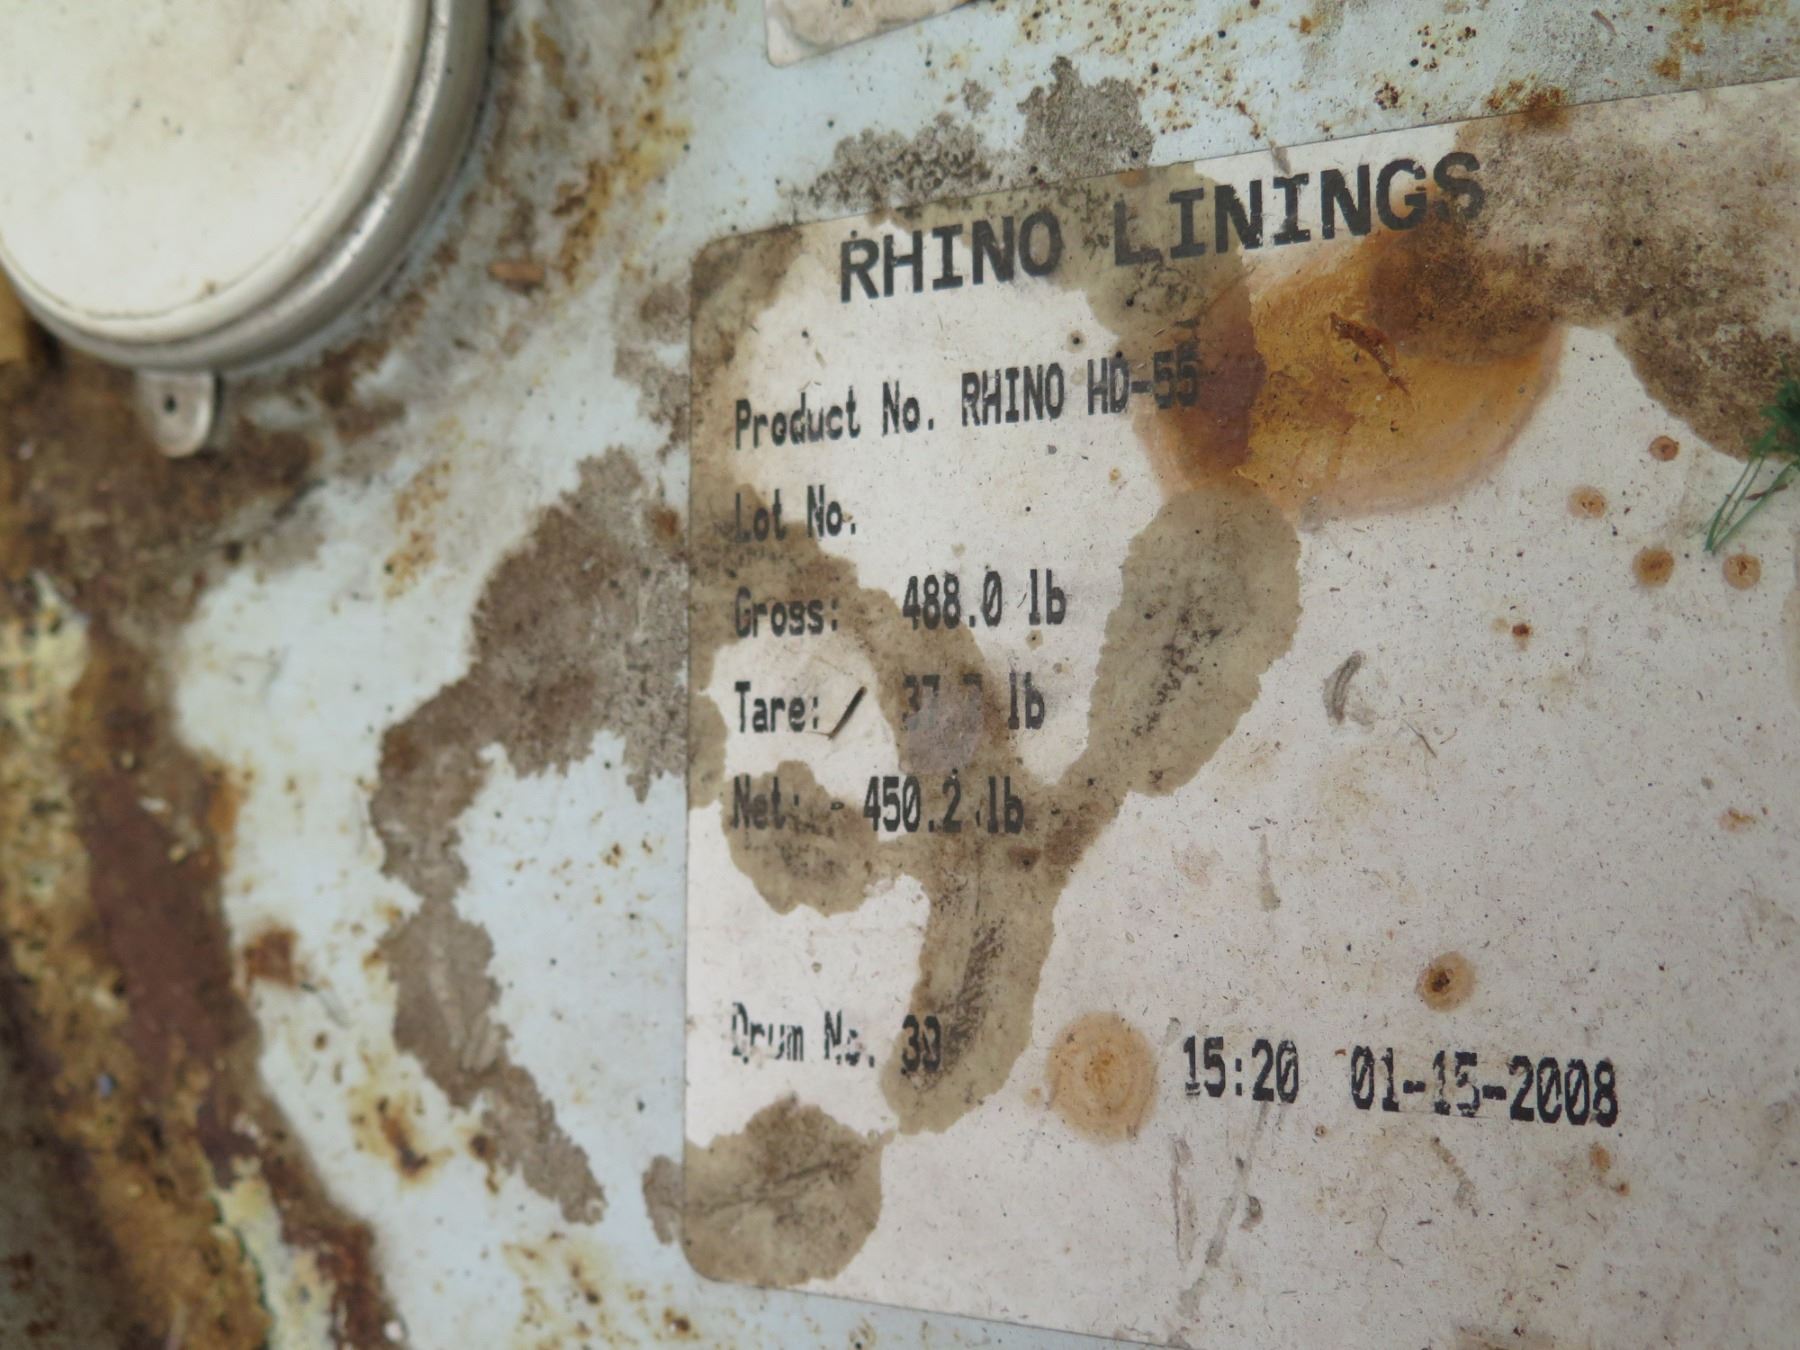 RHINO LININGS
Product No. RHINO HD-55
Lot No.
Gross: 488.0 lb
Tare: lb
Net: 450.2 lb
Drum No. 30
15:20 01-15-2008